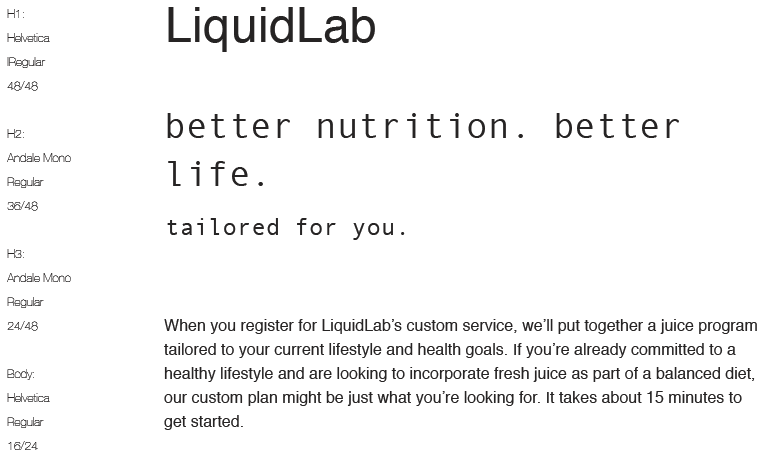 H1:
Helvetica
lRegular
48/48
LiquidLab
H2:
Andale Mono
Regular
36/48
better nutrition. better
life.
H3:
Andale Mono
Regular
24/48
tailored for you.
Body:
Helvetica
Regular
16/24
When you register for LiquidLab’s custom service, we’ll put together a juice program
tailored to your current lifestyle and health goals. If you’re already committed to a
healthy lifestyle and are looking to incorporate fresh juice as part of a balanced diet,
our custom plan might be just what you’re looking for. It takes about 15 minutes to
get started.